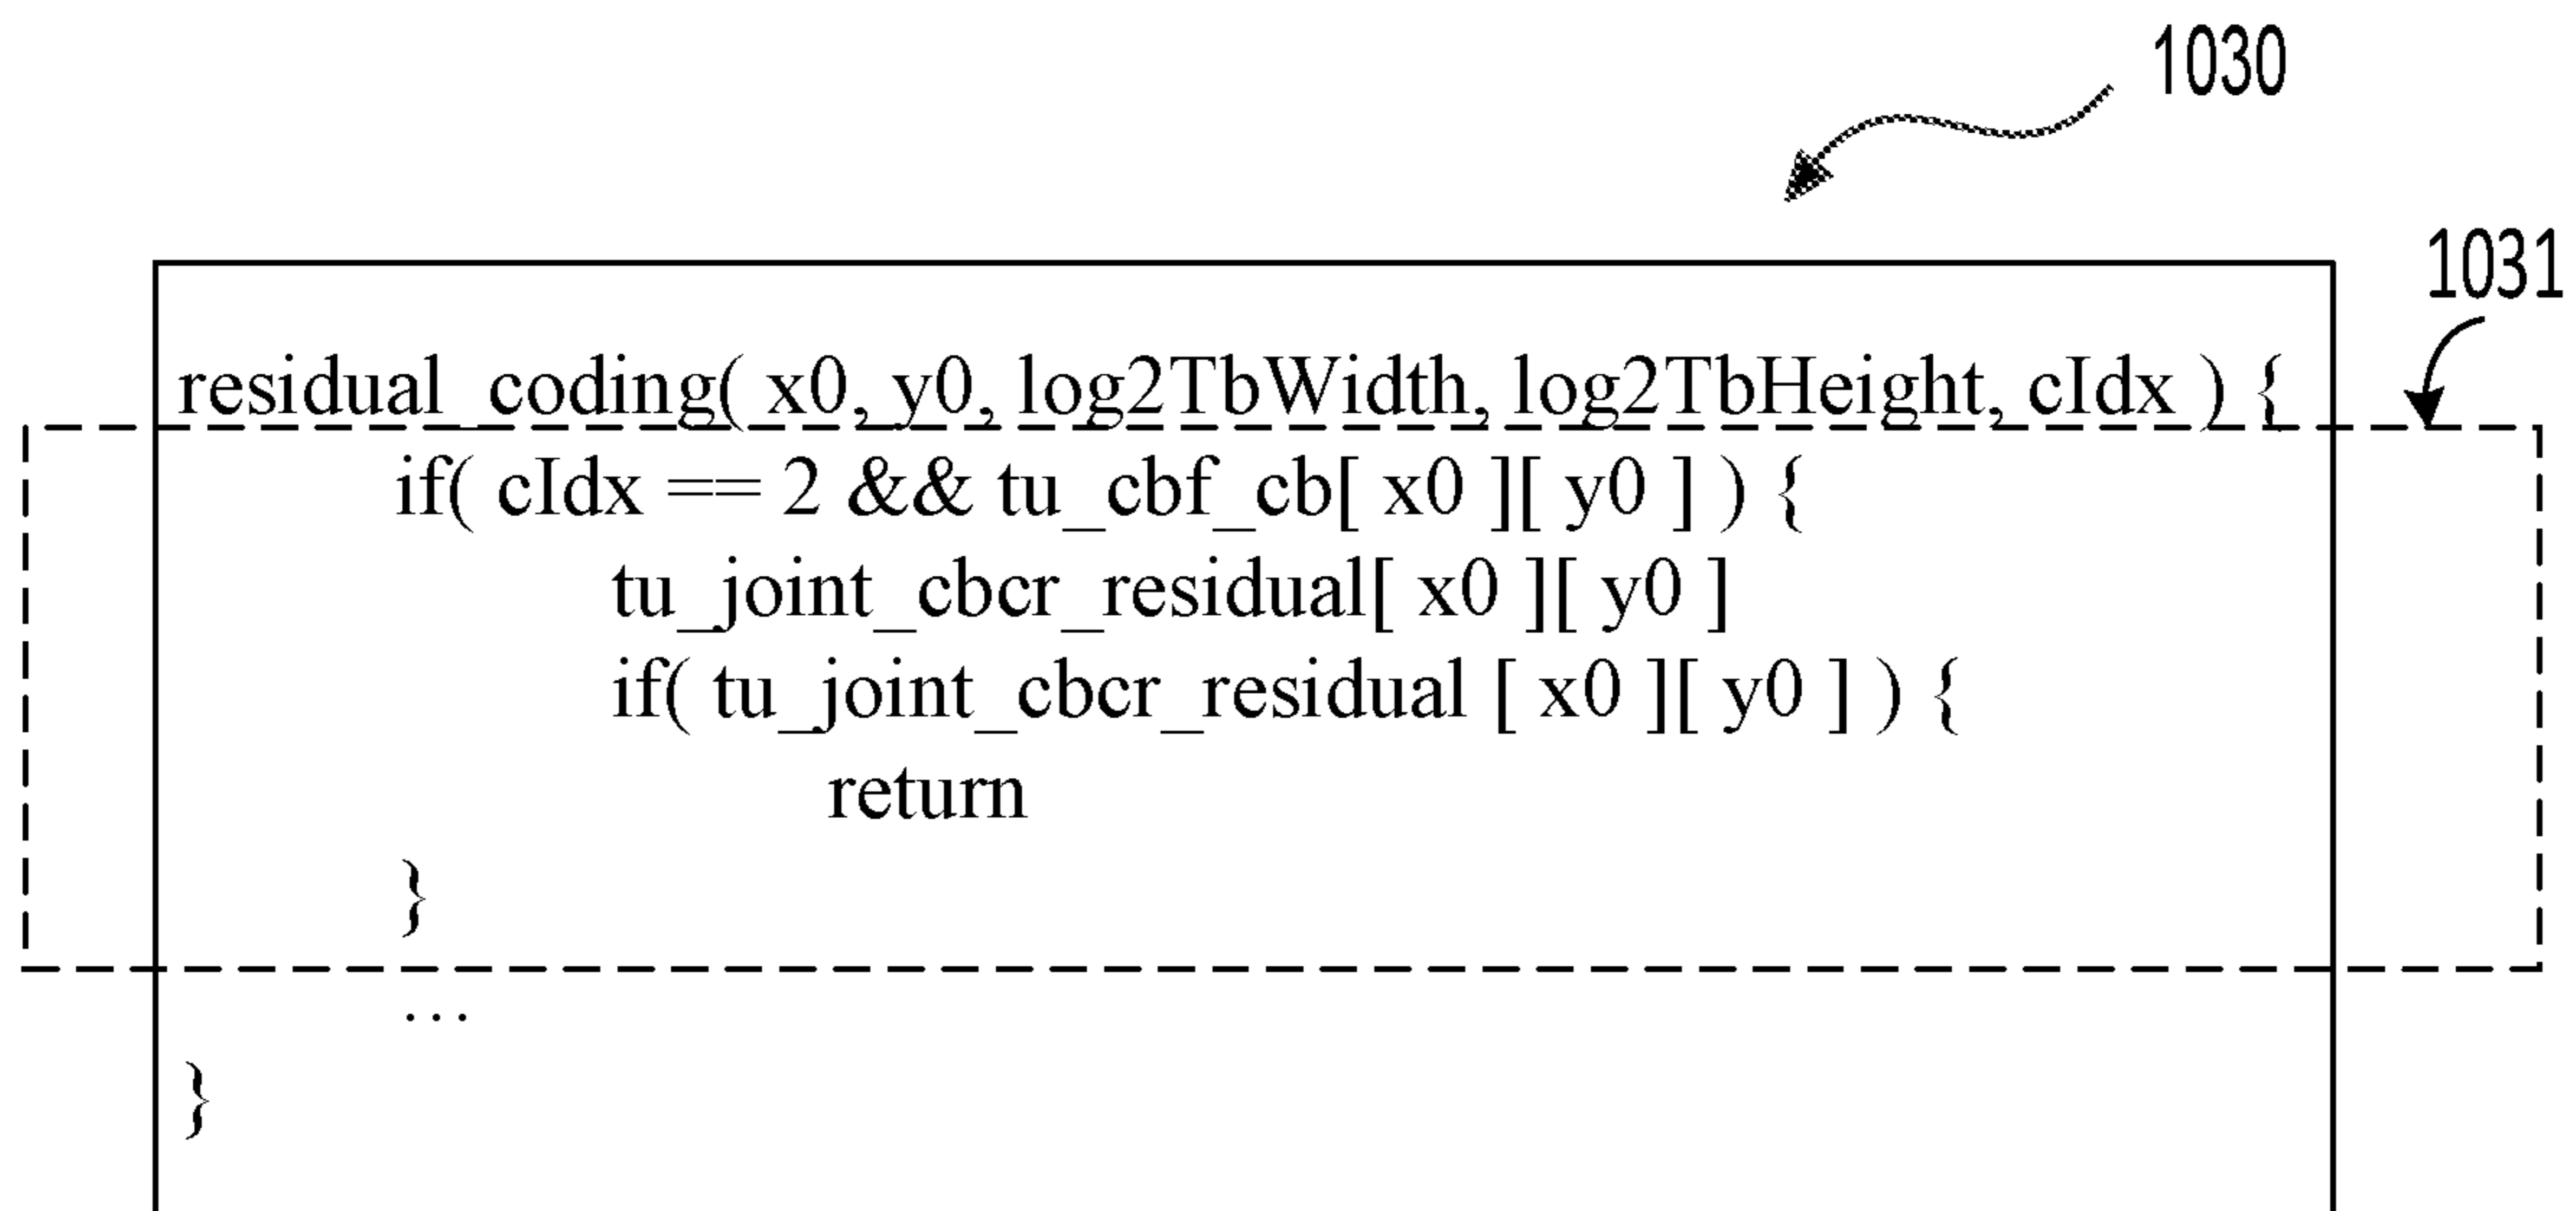 1030
1031
residual_coding( x0, y0, log2TbWidth, log2TbHeight, cIdx ) {
if( cIdx == 2 && tu_cbf_cb[ x0 ][ y0 ] ) {
tu_joint_cbcr_residual[ x0 ][ y0 ]
if( tu_joint_cbcr_residual [ x0 ][ y0 ] ) {
return
}
...
}